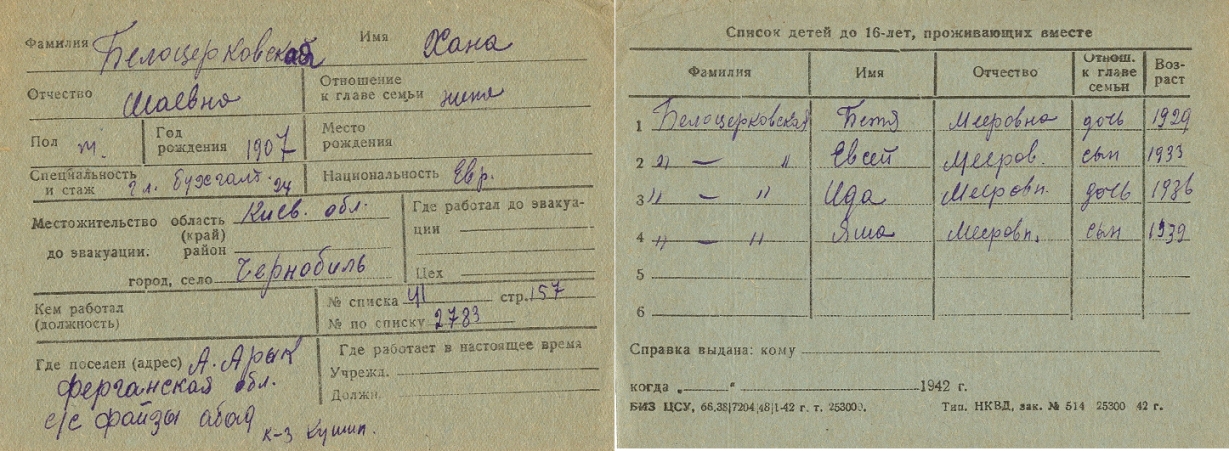 Фамилия Белоцерковская Имя Хана
Отчество Шаевна Отношение к главе семьи
Пол Год рождения 1907 Место рождения
Специальность и стаж гл. бухгалт. Национальность Евр.
Местожительство до эвакуации. область (край) Киев. обл.
район
город, село Чернобиль
Где работал до эвакуации
Цех
Кем работал (должность)
№ списка стр. 157
№ по списку 2783
Где поселен (адрес) А. Арык
ферганская обл.
с/с файзы абад
к-з Кушип.
Где работает в настоящее время
Учрежд.
Должн.
Список детей до 16-лет, проживающих вместе
Фамилия Имя Отчество Отнош. к главе семьи Возраст
1 Белоцерковская Бетя Мееровна дочь 1929
2 " — " Евсей Мееров. сын 1933
3 " — " Ида Мееровн. дочь 1936
4 " — " Яша Мееровн. сын 1939
5
6
Справка выдана: кому
когда „ “ 1942 г.
БИЗ ЦСУ, 66,38|7204|48|1-42 г. т. 25300. Тип. НКВД, зак. № 514 25300 42 г.